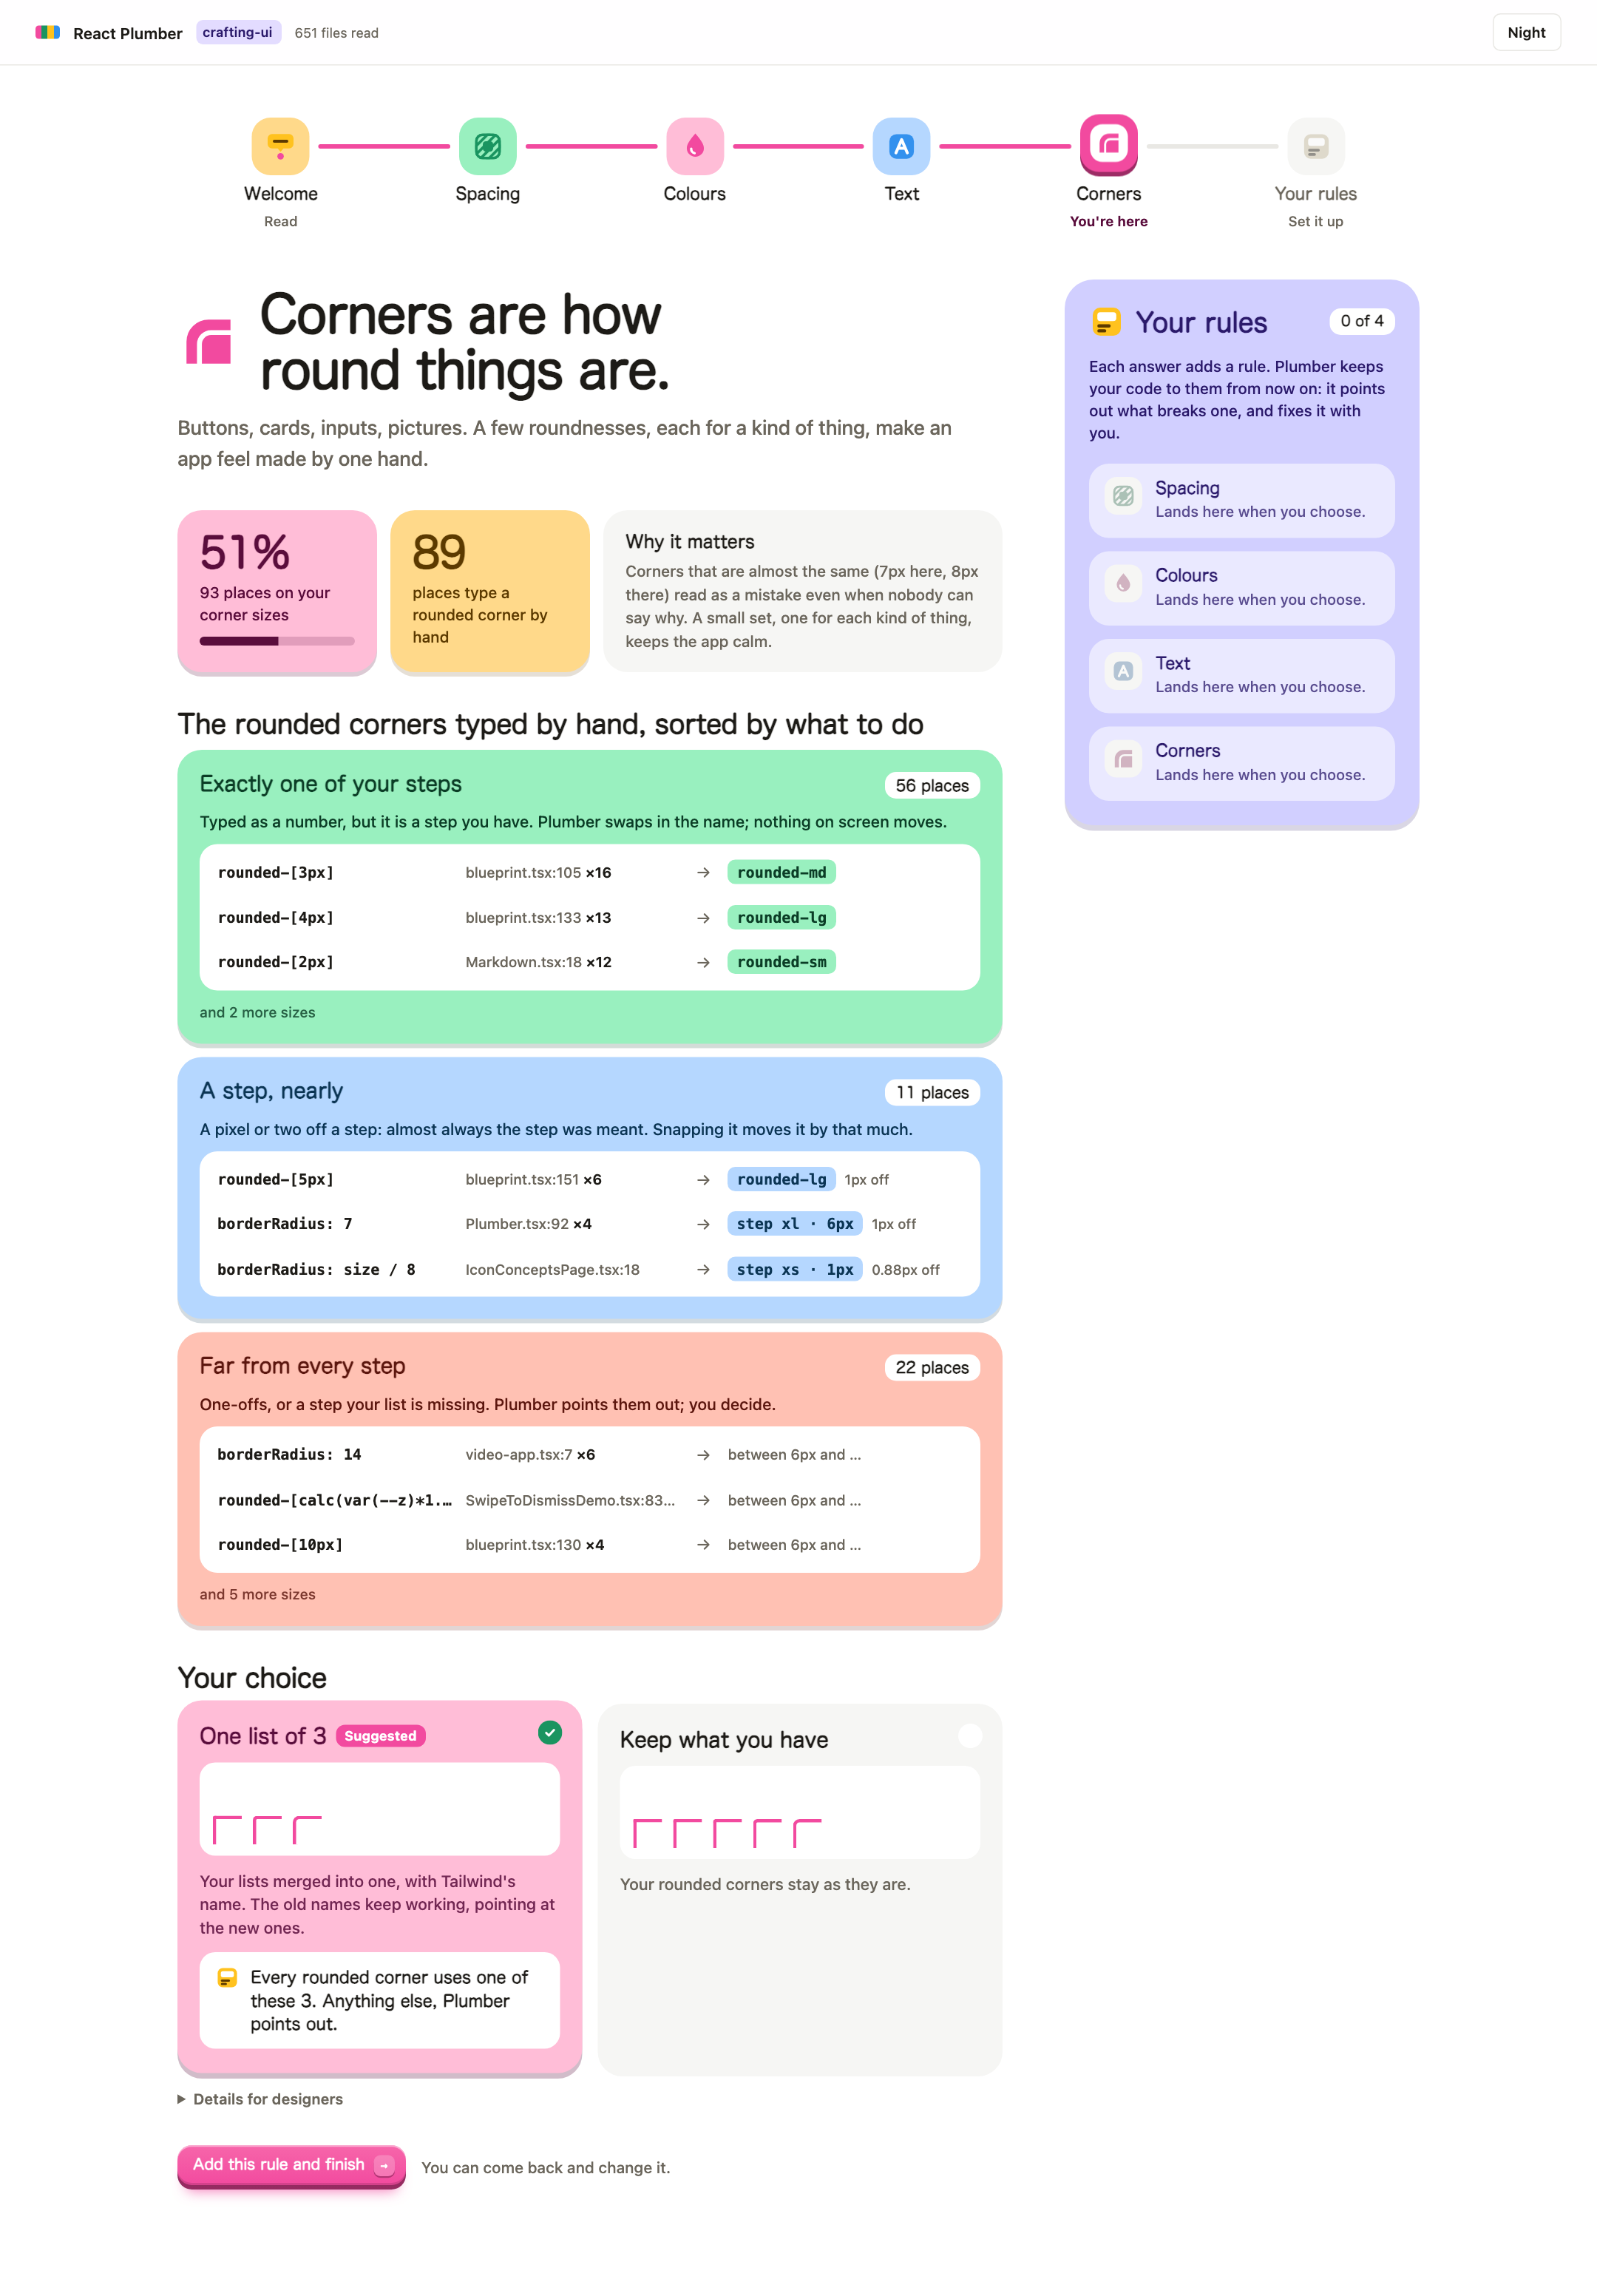 React Plumber crafting-ui 651 files read
Night
Welcome
Read
Spacing
Colours
Text
Corners
You're here
Your rules
Set it up
Corners are how
round things are.
Buttons, cards, inputs, pictures. A few roundnesses, each for a kind of thing, make an
app feel made by one hand.
51%
93 places on your
corner sizes
89
places type a
rounded corner by
hand
Why it matters
Corners that are almost the same (7px here, 8px
there) read as a mistake even when nobody can
say why. A small set, one for each kind of thing,
keeps the app calm.
The rounded corners typed by hand, sorted by what to do
Exactly one of your steps 56 places
Typed as a number, but it is a step you have. Plumber swaps in the name; nothing on screen moves.
rounded-[3px] blueprint.tsx:105 ×16 → rounded-md
rounded-[4px] blueprint.tsx:133 ×13 → rounded-lg
rounded-[2px] Markdown.tsx:18 ×12 → rounded-sm
and 2 more sizes
A step, nearly 11 places
A pixel or two off a step: almost always the step was meant. Snapping it moves it by that much.
rounded-[5px] blueprint.tsx:151 ×6 → rounded-lg 1px off
borderRadius: 7 Plumber.tsx:92 ×4 → step xl · 6px 1px off
borderRadius: size / 8 IconConceptsPage.tsx:18 → step xs · 1px 0.88px off
Far from every step 22 places
One-offs, or a step your list is missing. Plumber points them out; you decide.
borderRadius: 14 video-app.tsx:7 ×6 → between 6px and ...
rounded-[calc(var(--z)*1.… SwipeToDismissDemo.tsx:83... → between 6px and ...
rounded-[10px] blueprint.tsx:130 ×4 → between 6px and ...
and 5 more sizes
Your choice
One list of 3 Suggested
Your lists merged into one, with Tailwind's
name. The old names keep working, pointing at
the new ones.
Every rounded corner uses one of
these 3. Anything else, Plumber
points out.
Keep what you have
Your rounded corners stay as they are.
Details for designers
Add this rule and finish →
You can come back and change it.
Your rules 0 of 4
Each answer adds a rule. Plumber keeps
your code to them from now on: it points
out what breaks one, and fixes it with
you.
Spacing
Lands here when you choose.
Colours
Lands here when you choose.
Text
Lands here when you choose.
Corners
Lands here when you choose.